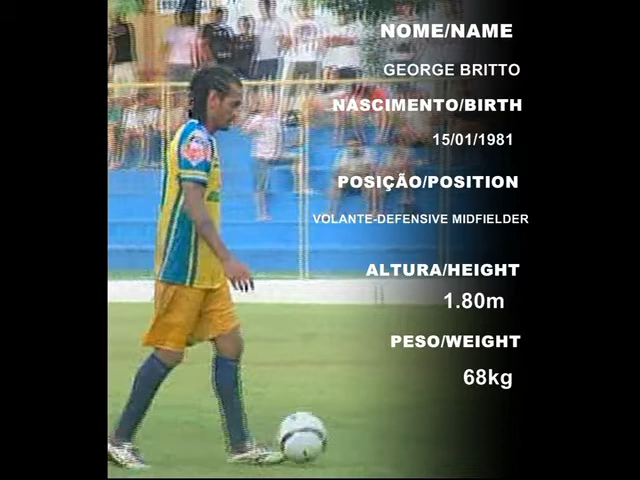 NOME/NAME
GEORGE BRITTO
NASCIMENTO/BIRTH
15/01/1981
POSIÇÃO/POSITION
VOLANTE-DEFENSIVE MIDFIELDER
ALTURA/HEIGHT
1.80m
PESO/WEIGHT
68kg